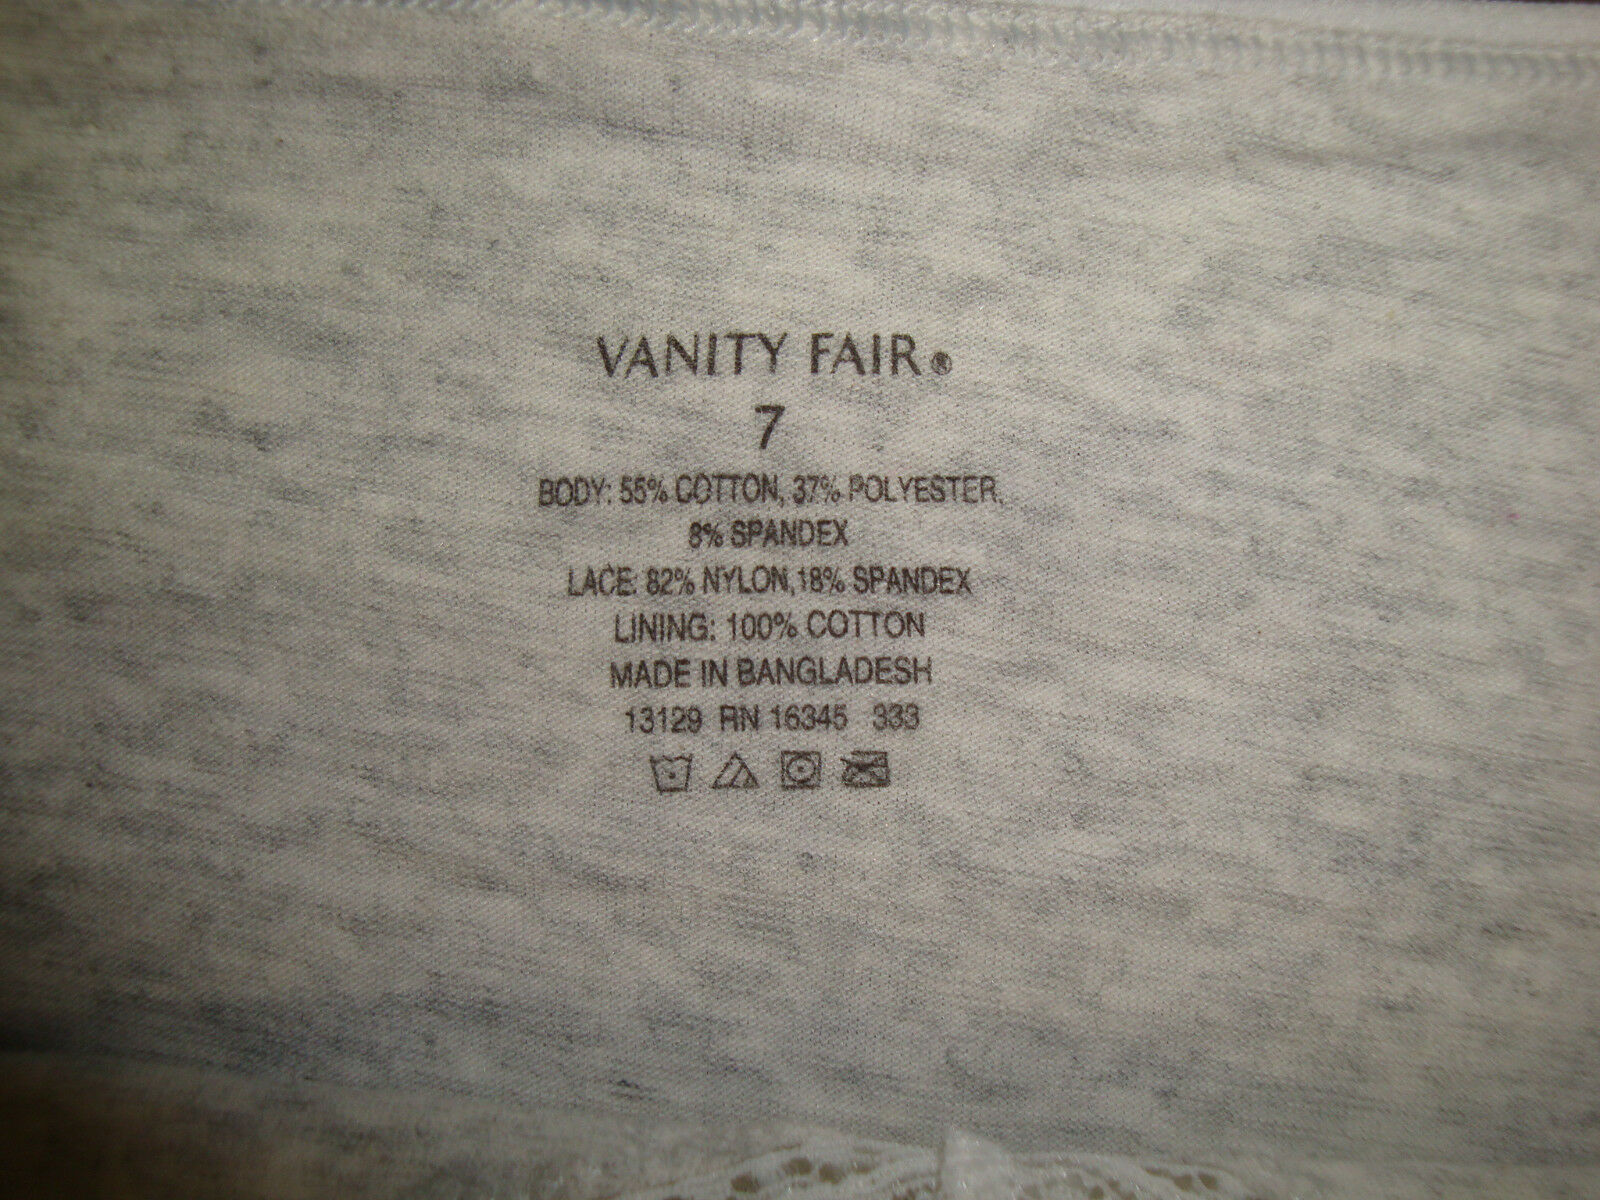 VANITY FAIR®
7
BODY: 55% COTTON, 37% POLYESTER,
8% SPANDEX
LACE: 82% NYLON, 18% SPANDEX
LINING: 100% COTTON
MADE IN BANGLADESH
13129 RN 16345 333